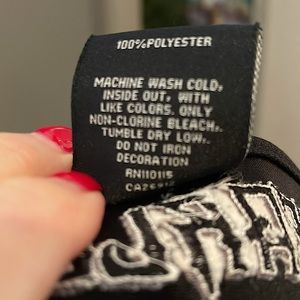 100%POLYESTER
MACHINE WASH COLD,
INSIDE OUT, WITH
LIKE COLORS. ONLY
NON-CLORINE BLEACH.
TUMBLE DRY LOW.
DO NOT IRON
DECORATION
RN110115